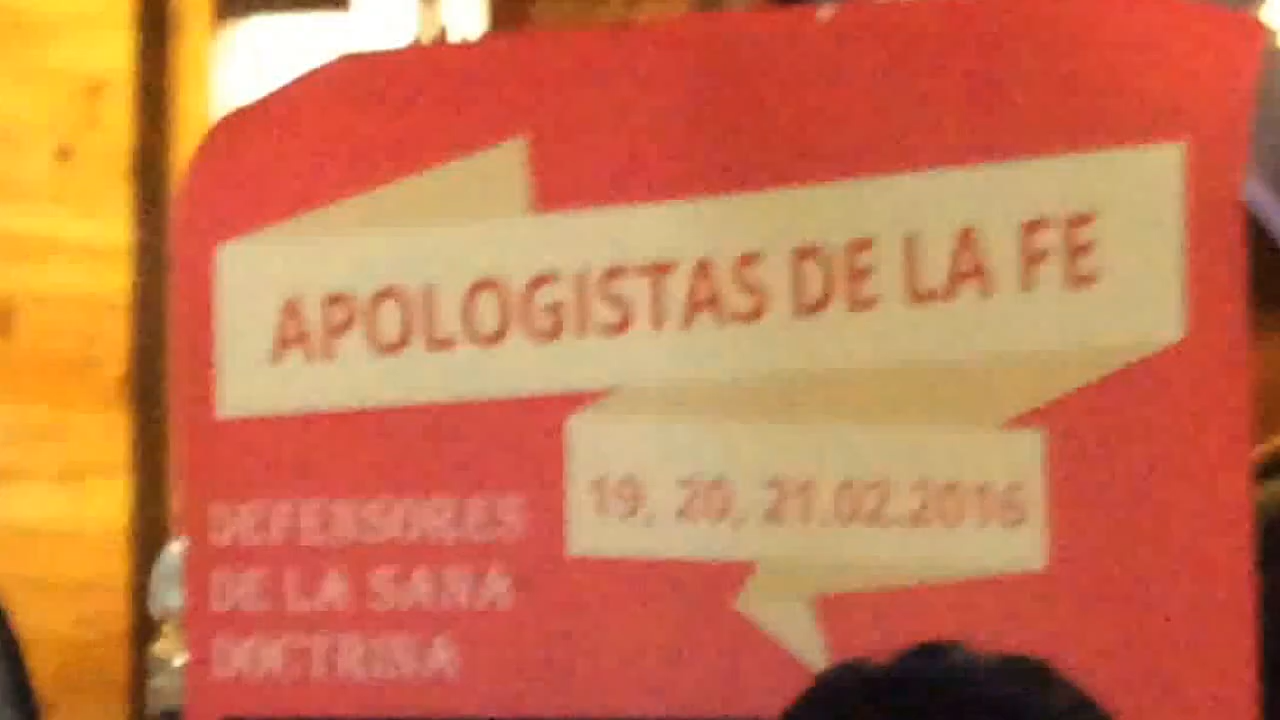 APOLOGISTAS DE LA FE
19, 20, 21.02.2016
DEFENSORES
DE LA SANA
DOCTRINA